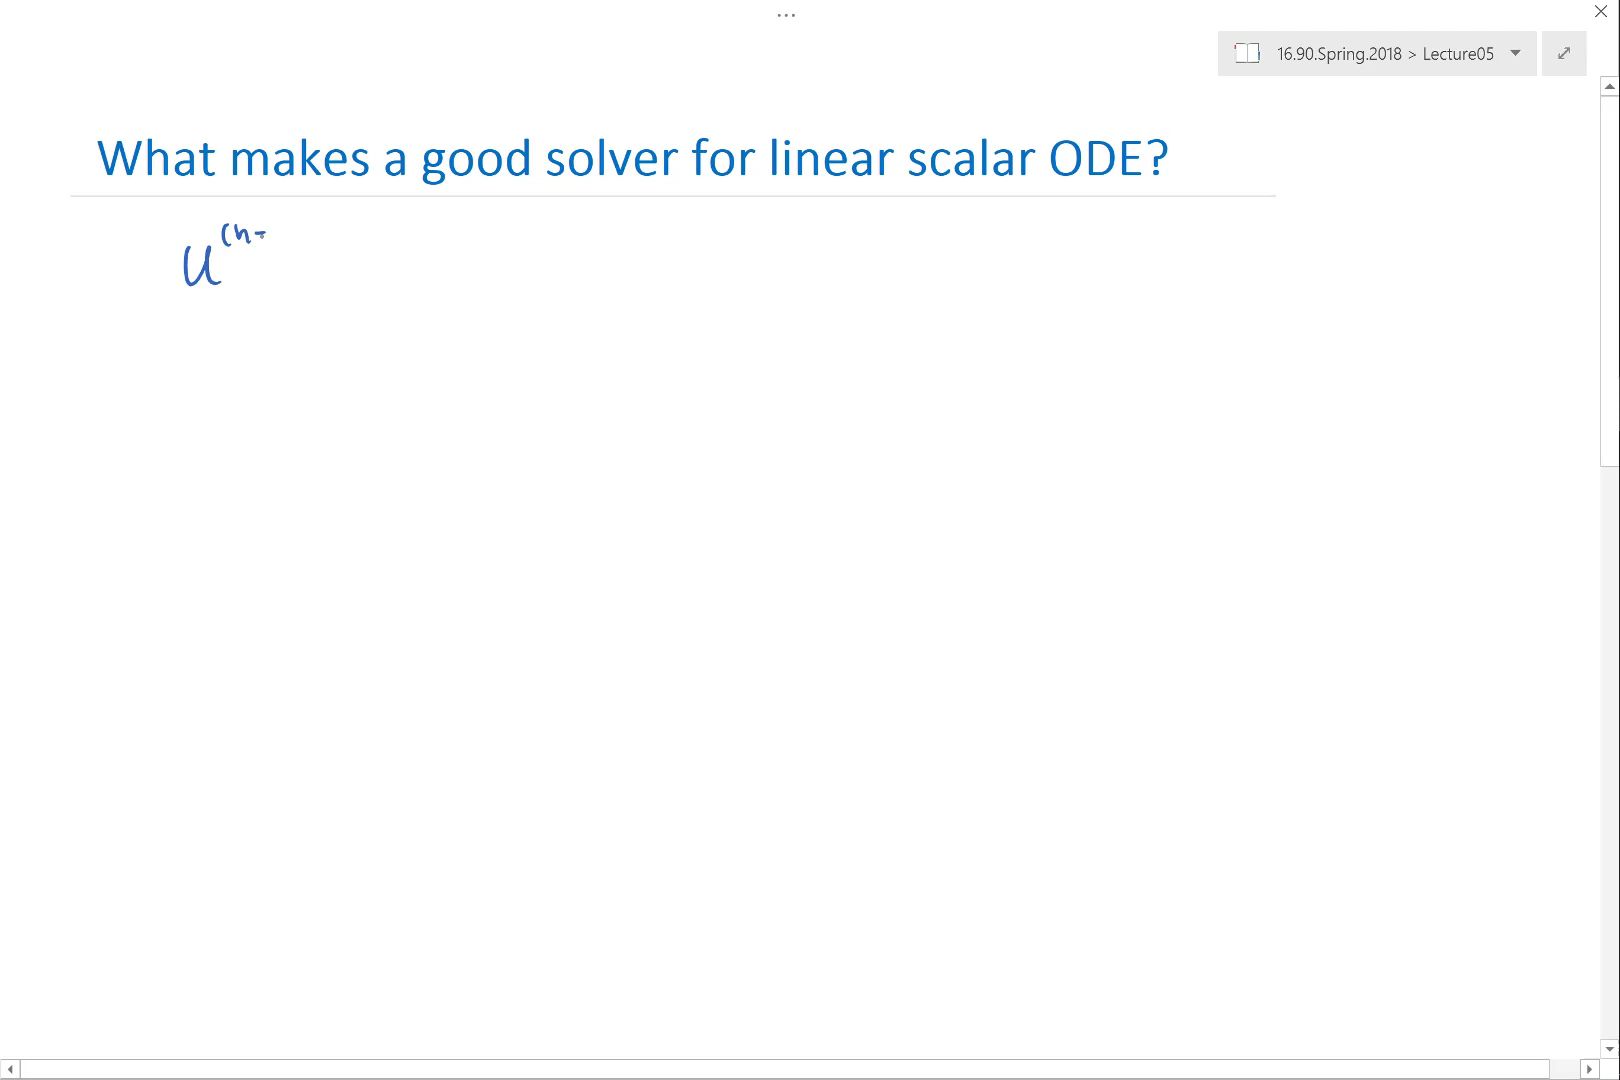 ...
16.90.Spring.2018 > Lecture05
What makes a good solver for linear scalar ODE?
u^(n-